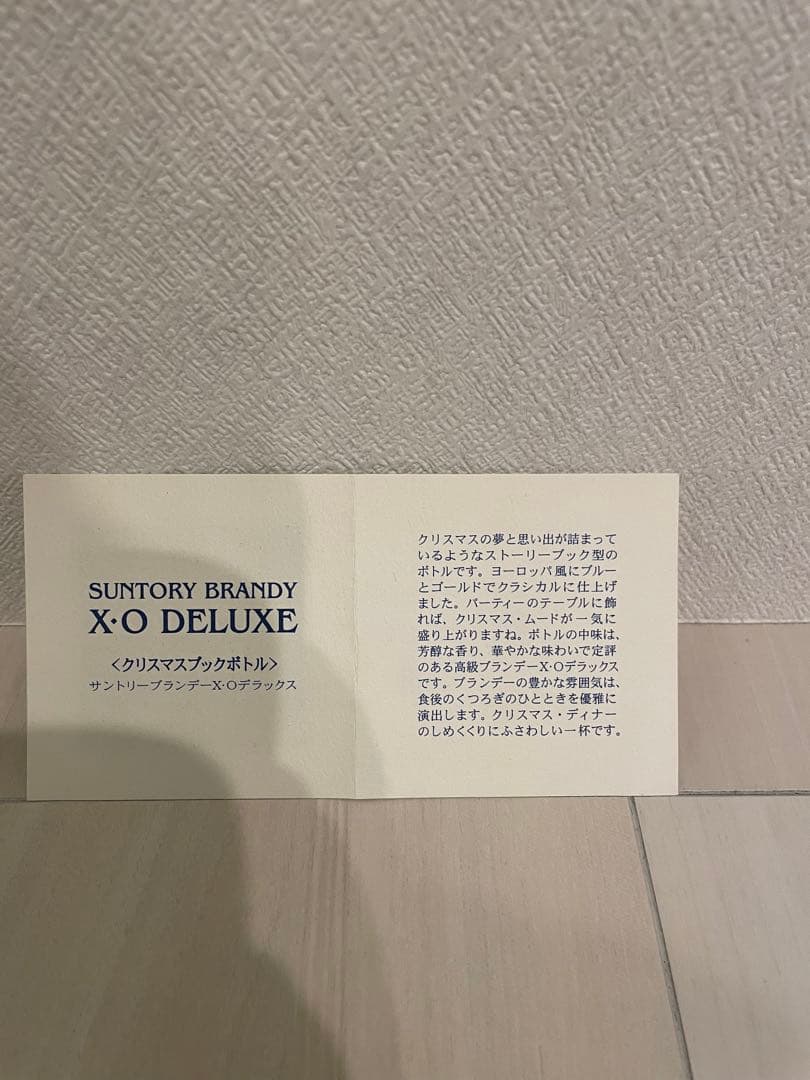 SUNTORY BRANDY
X·O DELUXE
〈クリスマスブックボトル〉
サントリーブランデーX·Oデラックス
クリスマスの夢と思い出が詰まって
いるようなストーリーブック型の
ボトルです。ヨーロッパ風にブルー
とゴールドでクラシカルに仕上げ
ました。パーティーのテーブルに飾
れば、クリスマス・ムードが一気に
盛り上がりますね。ボトルの中味は、
芳醇な香り、華やかな味わいで定評
のある高級ブランデーX·Oデラックス
です。ブランデーの豊かな雰囲気は、
食後のくつろぎのひとときを優雅に
演出します。クリスマス・ディナー
のしめくくりにふさわしい一杯です。